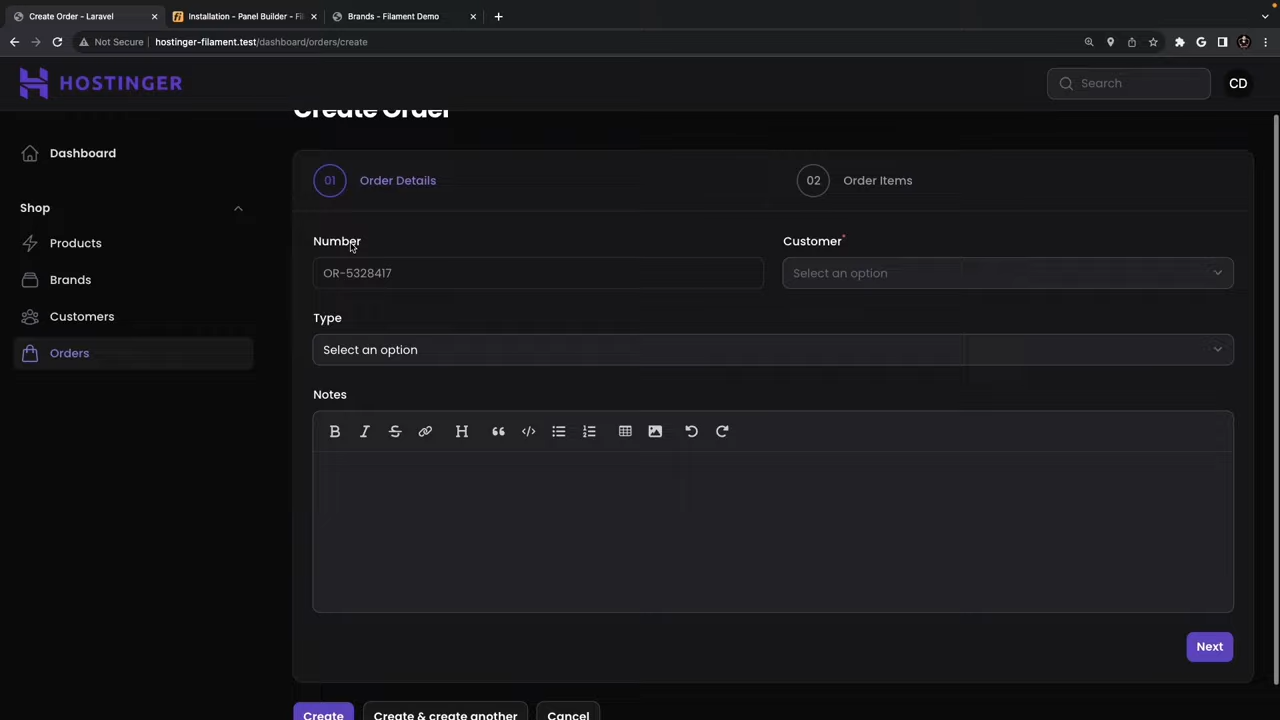 Create Order - Laravel
Installation - Panel Builder - Fi
Brands - Filament Demo
Not Secure
hostinger-filament.test/dashboard/orders/create
HOSTINGER
Search
CD
Create Order
Dashboard
01
Order Details
02
Order Items
Shop
Products
Number
Customer*
OR-5328417
Select an option
Brands
Customers
Type
Orders
Select an option
Notes
B
I
S
H
Next
Create
Create & create another
Cancel